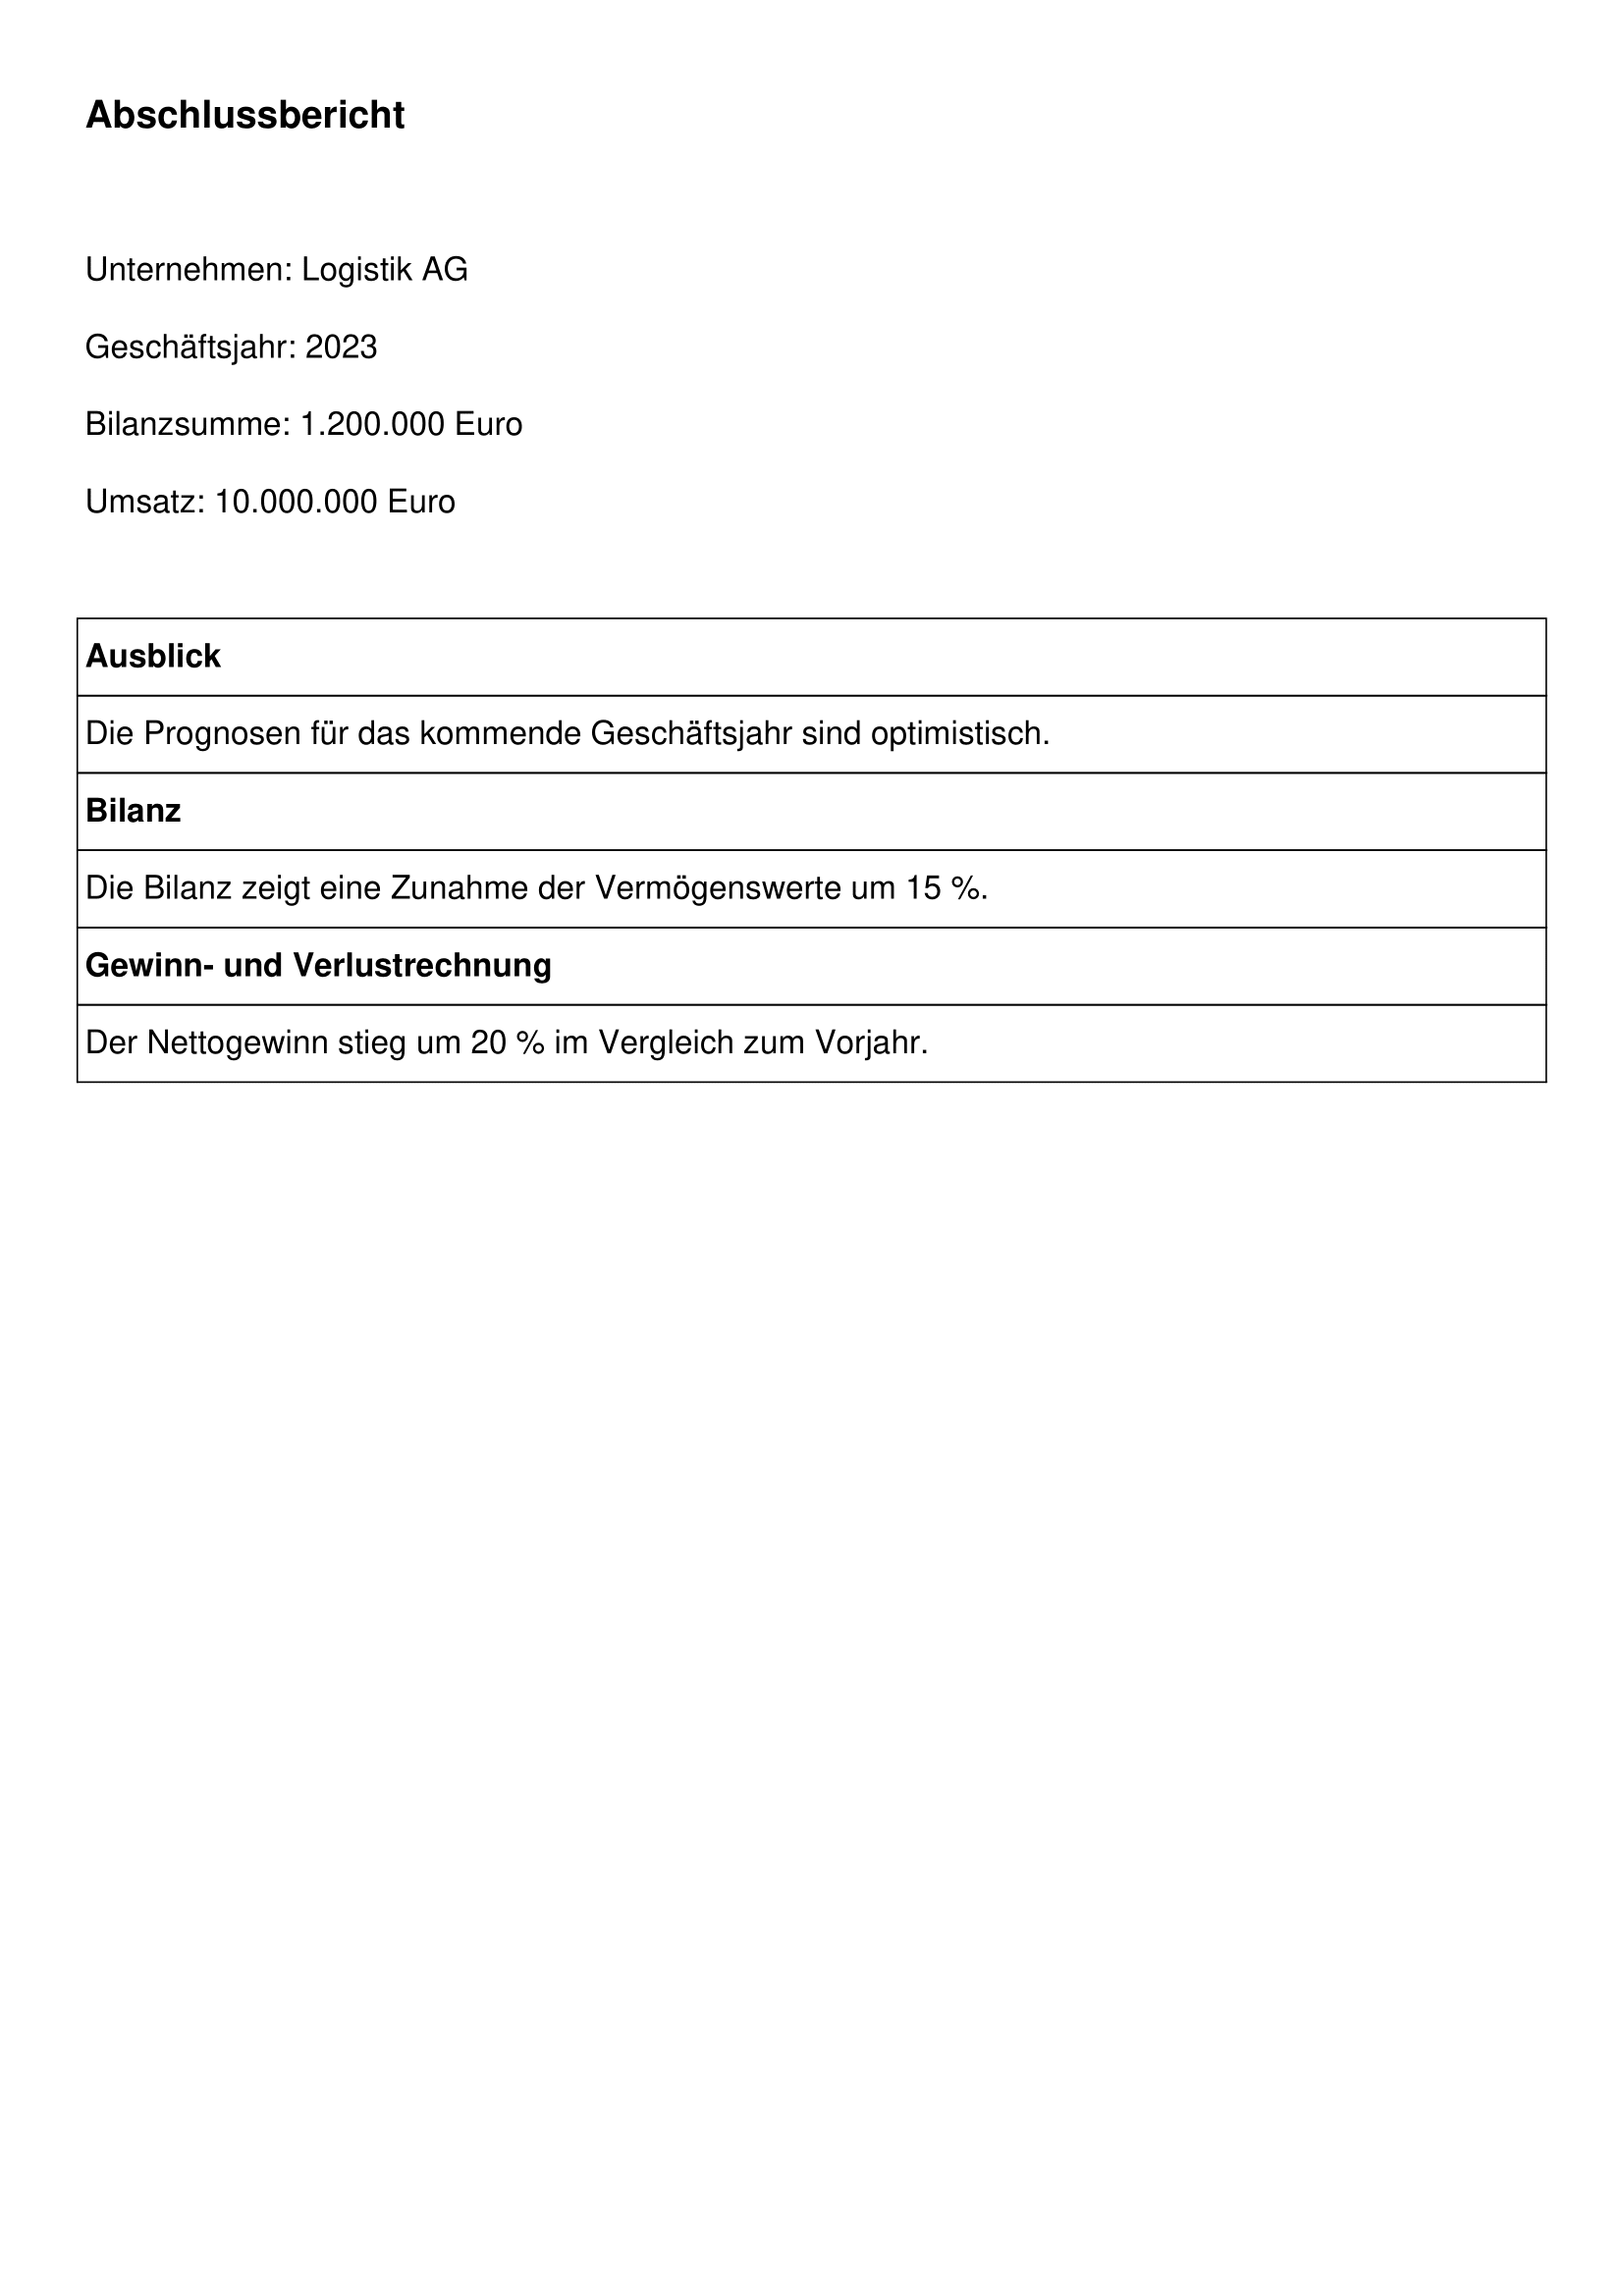 Abschlussbericht
Unternehmen: Logistik AG
Geschäftsjahr: 2023
Bilanzsumme: 1.200.000 Euro
Umsatz: 10.000.000 Euro
Ausblick
Die Prognosen für das kommende Geschäftsjahr sind optimistisch.
Bilanz
Die Bilanz zeigt eine Zunahme der Vermögenswerte um 15 %.
Gewinn- und Verlustrechnung
Der Nettogewinn stieg um 20 % im Vergleich zum Vorjahr.